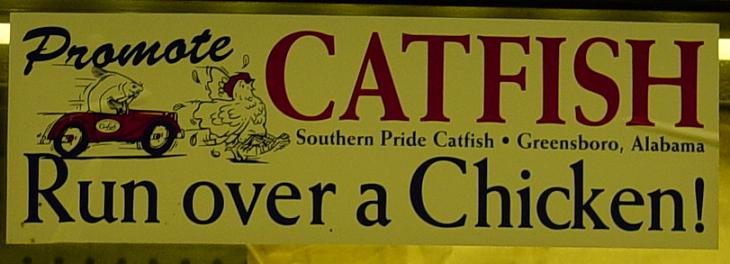 Promote
CATFISH
Southern Pride Catfish • Greensboro, Alabama
Run over a Chicken!